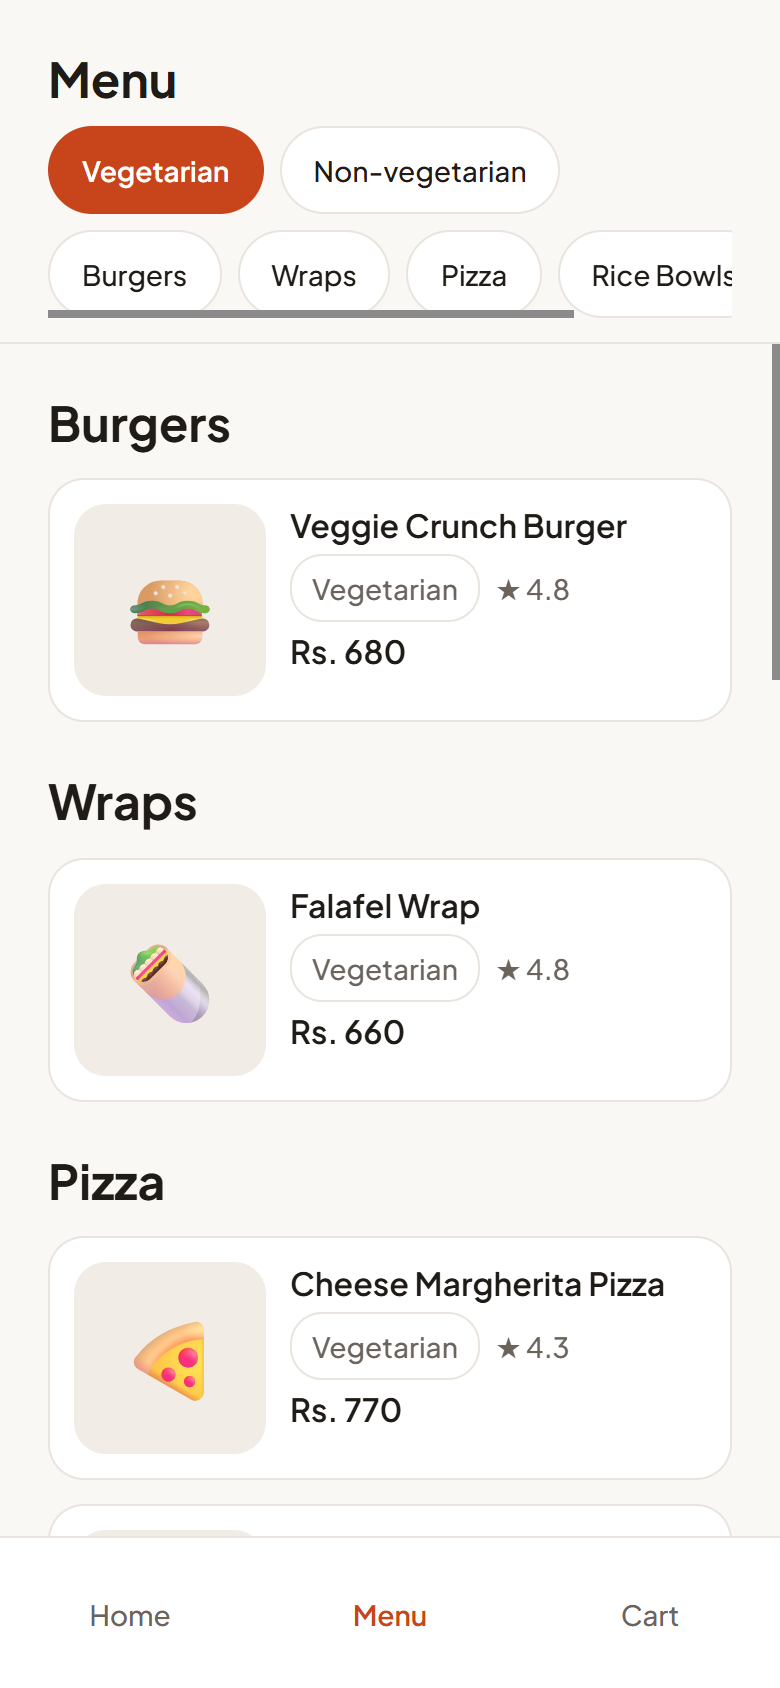 Menu
Vegetarian Non-vegetarian
Burgers Wraps Pizza Rice Bowls
Burgers
Veggie Crunch Burger
Vegetarian ★ 4.8
Rs. 680
Wraps
Falafel Wrap
Vegetarian ★ 4.8
Rs. 660
Pizza
Cheese Margherita Pizza
Vegetarian ★ 4.3
Rs. 770
Home Menu Cart